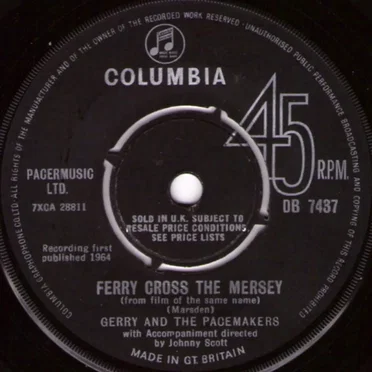 THE MANUFACTURER AND OF THE OWNER OF THE RECORDED WORK RESERVED UNAUTHORISED PUBLIC PERFORMANCE BROADCASTING AND COPYING OF THIS RECORD PROHIBITED
COLUMBIA GRAPHOPHONE CO. LTD. ALL RIGHTS OF
COLUMBIA
45
R.P.M.
PACERMUSIC
LTD.
7XCA 28811
DB 7437
SOLD IN U.K. SUBJECT TO
RESALE PRICE CONDITIONS,
SEE PRICE LISTS
Recording first
published 1964
FERRY CROSS THE MERSEY
(from film of the same name)
(Marsden)
GERRY AND THE PACEMAKERS
with Accompaniment directed
by Johnny Scott
MADE IN GT. BRITAIN